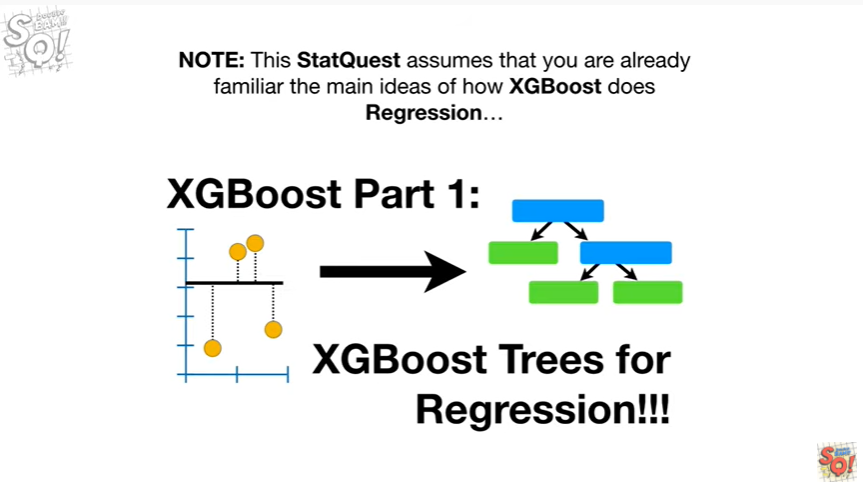 NOTE: This StatQuest assumes that you are already
familiar the main ideas of how XGBoost does
Regression…
XGBoost Part 1:
XGBoost Trees for
Regression!!!
SQ!